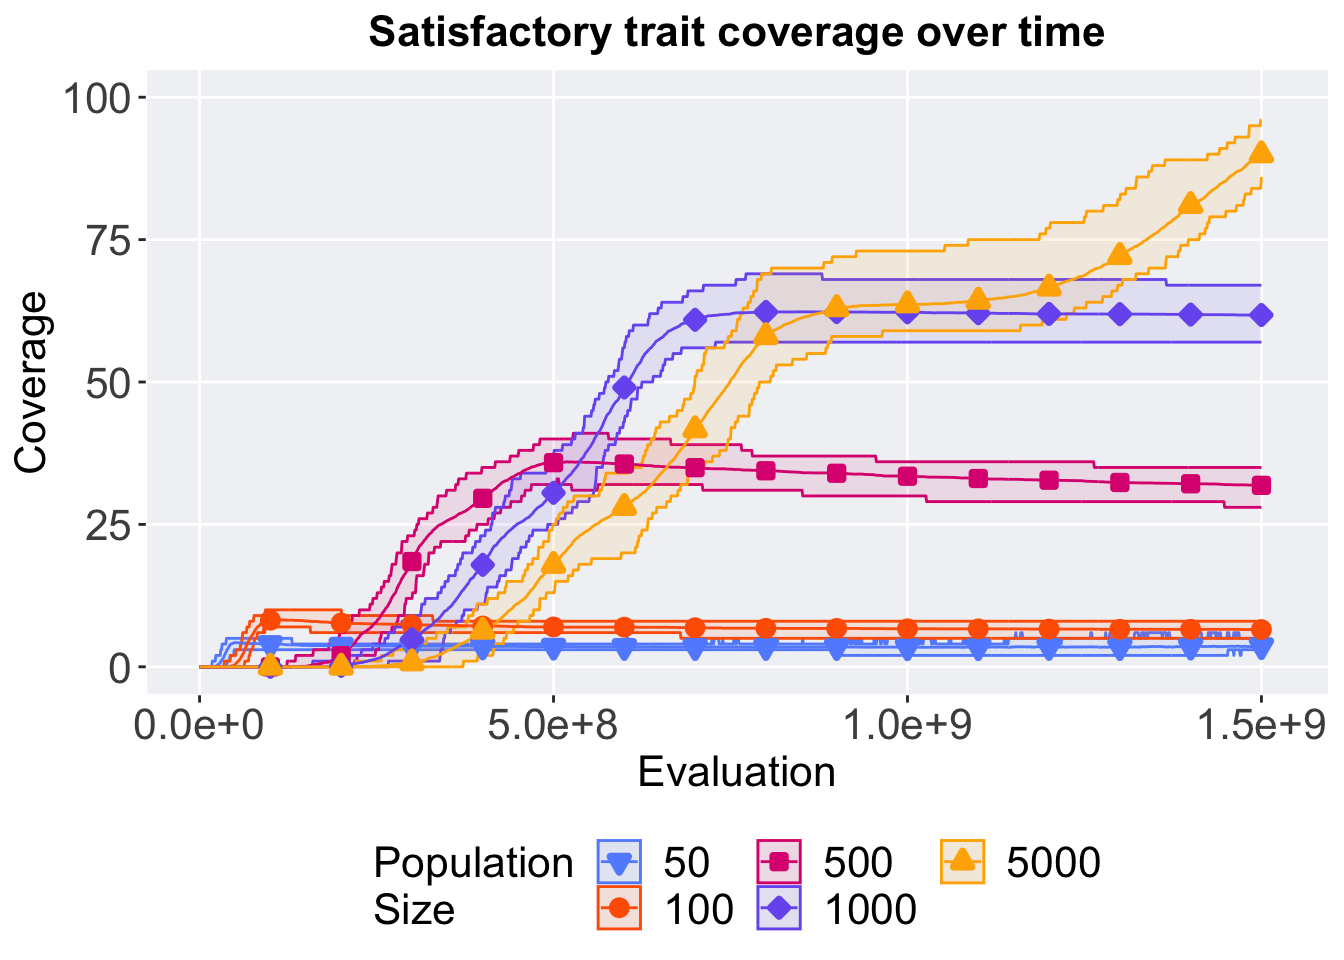 Satisfactory trait coverage over time
100
75
50
25
0
Coverage
0.0e+0 5.0e+8 1.0e+9 1.5e+9
Evaluation
Population Size
50 500 5000
100 1000